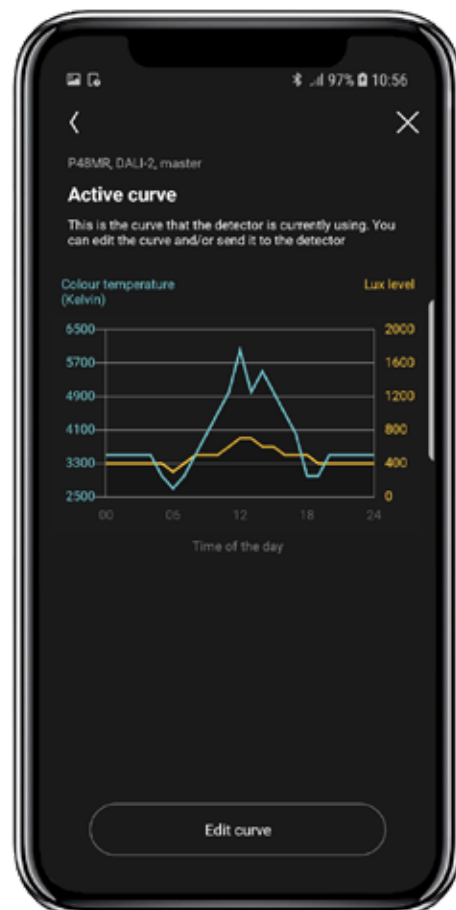 97% 10:56
P48MR, DALI-2, master
Active curve
This is the curve that the detector is currently using. You
can edit the curve and/or send it to the detector
Colour temperature
(Kelvin)
Lux level
6500 2000
5700 1600
4900 1200
4100 800
3300 400
2500 0
00 06 12 18 24
Time of the day
Edit curve